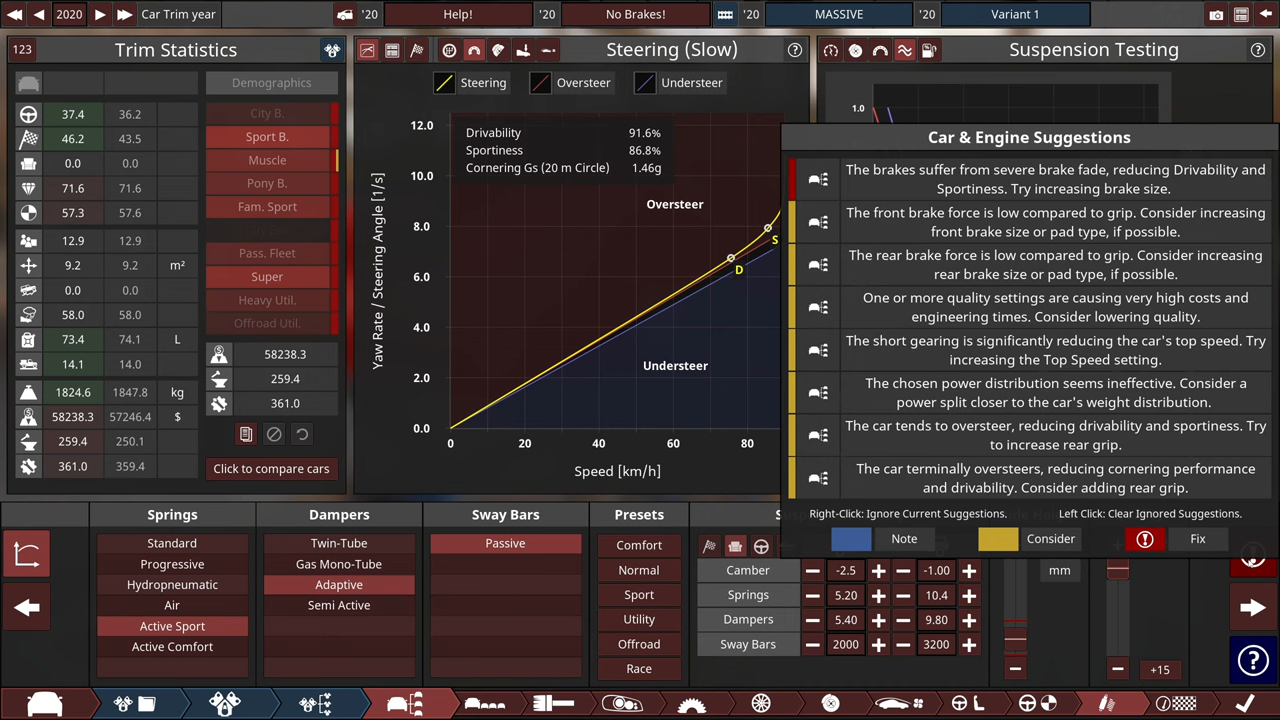 2020
Car Trim year
'20
Help!
'20
No Brakes!
'20
MASSIVE
'20
Variant 1
123
Trim Statistics
37.4 36.2
46.2 43.5
0.0 0.0
71.6 71.6
57.3 57.6
12.9 12.9
9.2 9.2 m²
0.0 0.0
58.0 58.0
73.4 74.1 L
14.1 14.0
1824.6 1847.8 kg
58238.3 57246.4 $
259.4 250.1
361.0 359.4
Demographics
City B.
Sport B.
Muscle
Pony B.
Fam. Sport
Pass. Fleet
Super
Heavy Util.
Offroad Util.
58238.3
259.4
361.0
Click to compare cars
Steering (Slow)
?
Steering
Oversteer
Understeer
Drivability 91.6%
Sportiness 86.8%
Cornering Gs (20 m Circle) 1.46g
12.0
10.0
8.0
6.0
4.0
2.0
0.0
Yaw Rate / Steering Angle [1/s]
Oversteer
Understeer
S
D
0 20 40 60 80
Speed [km/h]
Suspension Testing
?
1.0
Car & Engine Suggestions
The brakes suffer from severe brake fade, reducing Drivability and
Sportiness. Try increasing brake size.
The front brake force is low compared to grip. Consider increasing
front brake size or pad type, if possible.
The rear brake force is low compared to grip. Consider increasing
rear brake size or pad type, if possible.
One or more quality settings are causing very high costs and
engineering times. Consider lowering quality.
The short gearing is significantly reducing the car's top speed. Try
increasing the Top Speed setting.
The chosen power distribution seems ineffective. Consider a
power split closer to the car's weight distribution.
The car tends to oversteer, reducing drivability and sportiness. Try
to increase rear grip.
The car terminally oversteers, reducing cornering performance
and drivability. Consider adding rear grip.
Right-Click: Ignore Current Suggestions.
Left Click: Clear Ignored Suggestions.
Note
Consider
Fix
Springs
Standard
Progressive
Hydropneumatic
Air
Active Sport
Active Comfort
Dampers
Twin-Tube
Gas Mono-Tube
Adaptive
Semi Active
Sway Bars
Passive
Presets
Comfort
Normal
Sport
Utility
Offroad
Race
Camber -2.5 -1.00
Springs 5.20 10.4
Dampers 5.40 9.80
Sway Bars 2000 3200
mm
+15
?